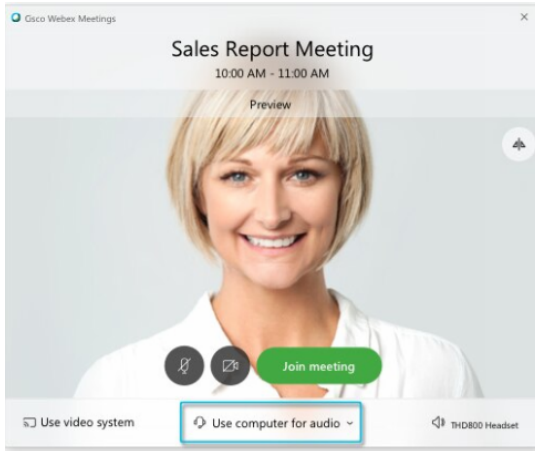 Cisco Webex Meetings
Sales Report Meeting
10:00 AM - 11:00 AM
Preview
Join meeting
Use video system
Use computer for audio
THD800 Headset